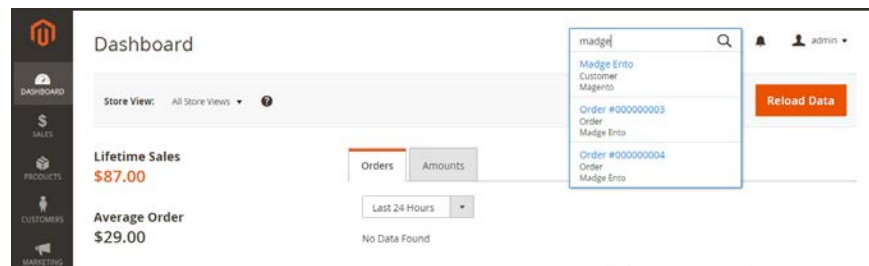 Dashboard
madge
admin
DASHBOARD
Madge Ento
Customer
Magento
Store View: All Store Views
Reload Data
Order #000000003
Order
Madge Ento
SALES
Lifetime Sales
$87.00
Orders
Amounts
Order #000000004
Order
Madge Ento
PRODUCTS
Last 24 Hours
CUSTOMERS
Average Order
$29.00
No Data Found
MARKETING